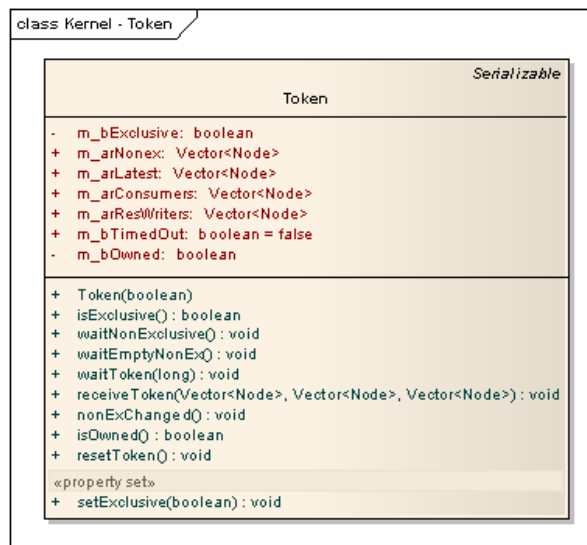 class Kernel - Token
Serializable
Token
- m_bExclusive: boolean
+ m_arNonex: Vector<Node>
+ m_arLatest: Vector<Node>
+ m_arConsumers: Vector<Node>
+ m_arResWriters: Vector<Node>
+ m_bTimedOut: boolean = false
- m_bOwned: boolean
+ Token(boolean)
+ isExclusive() : boolean
+ waitNonExclusive() : void
+ waitEmptyNonEx() : void
+ waitToken(long) : void
+ receiveToken(Vector<Node>, Vector<Node>, Vector<Node>) : void
+ nonExChanged() : void
+ isOwned() : boolean
+ resetToken() : void
«property set»
+ setExclusive(boolean) : void